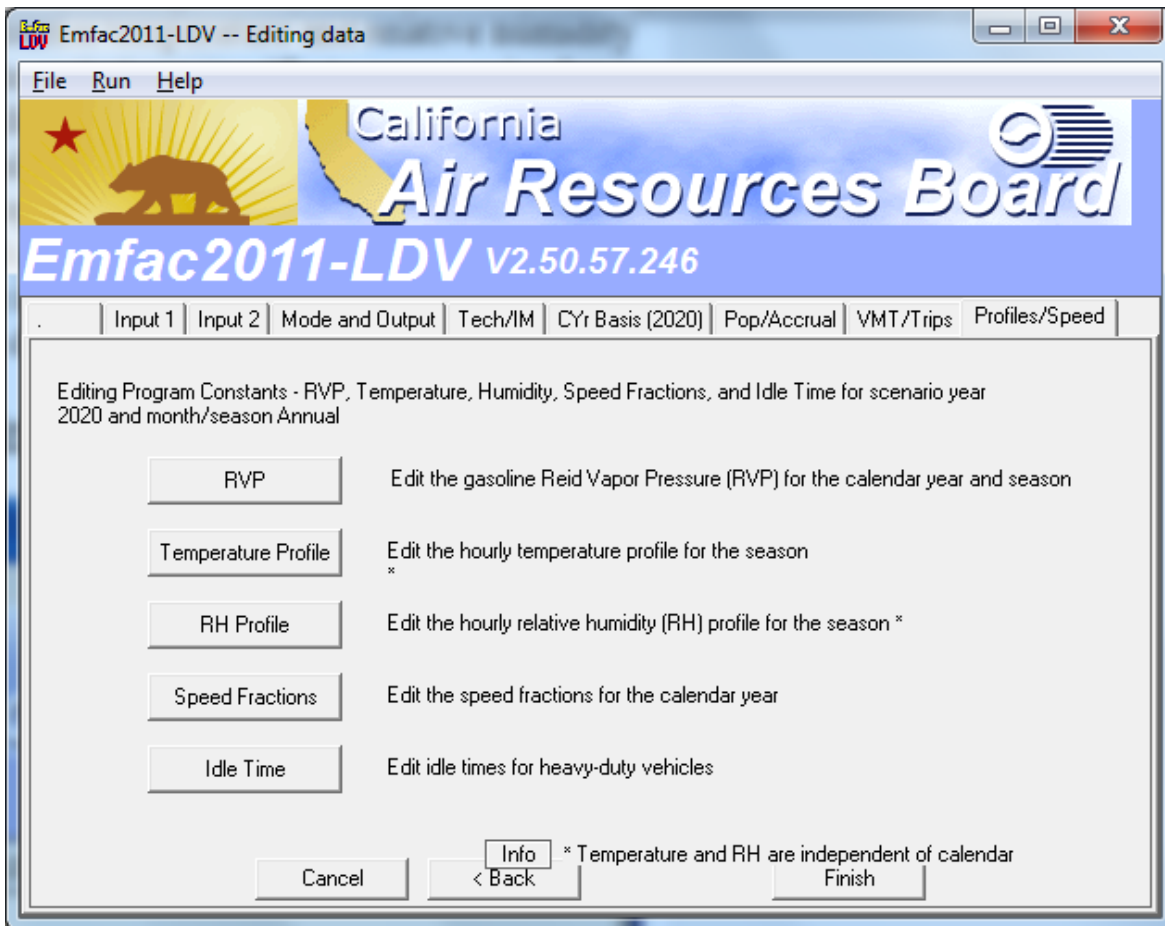 Emfac2011-LDV -- Editing data
File Run Help
California
Air Resources Board
Emfac2011-LDV V2.50.57.246
. Input 1 Input 2 Mode and Output Tech/IM CYr Basis (2020) Pop/Accrual VMT/Trips Profiles/Speed
Editing Program Constants - RVP, Temperature, Humidity, Speed Fractions, and Idle Time for scenario year
2020 and month/season Annual
RVP Edit the gasoline Reid Vapor Pressure (RVP) for the calendar year and season
Temperature Profile Edit the hourly temperature profile for the season
*
RH Profile Edit the hourly relative humidity (RH) profile for the season *
Speed Fractions Edit the speed fractions for the calendar year
Idle Time Edit idle times for heavy-duty vehicles
Info * Temperature and RH are independent of calendar
Cancel < Back Finish